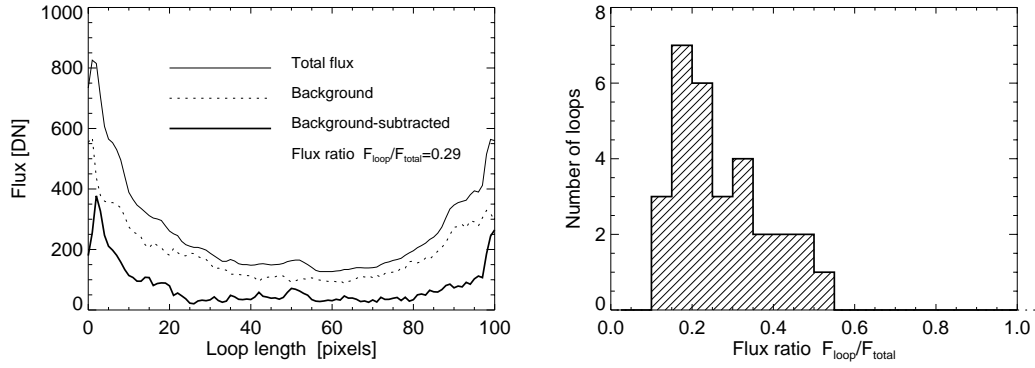 1000
800
600
400
200
0
Flux [DN]
Total flux
Background
Background-subtracted
Flux ratio F_loop/F_total=0.29
0 20 40 60 80 100
Loop length [pixels]
8
6
4
2
0
Number of loops
0.0 0.2 0.4 0.6 0.8 1.0
Flux ratio F_loop/F_total